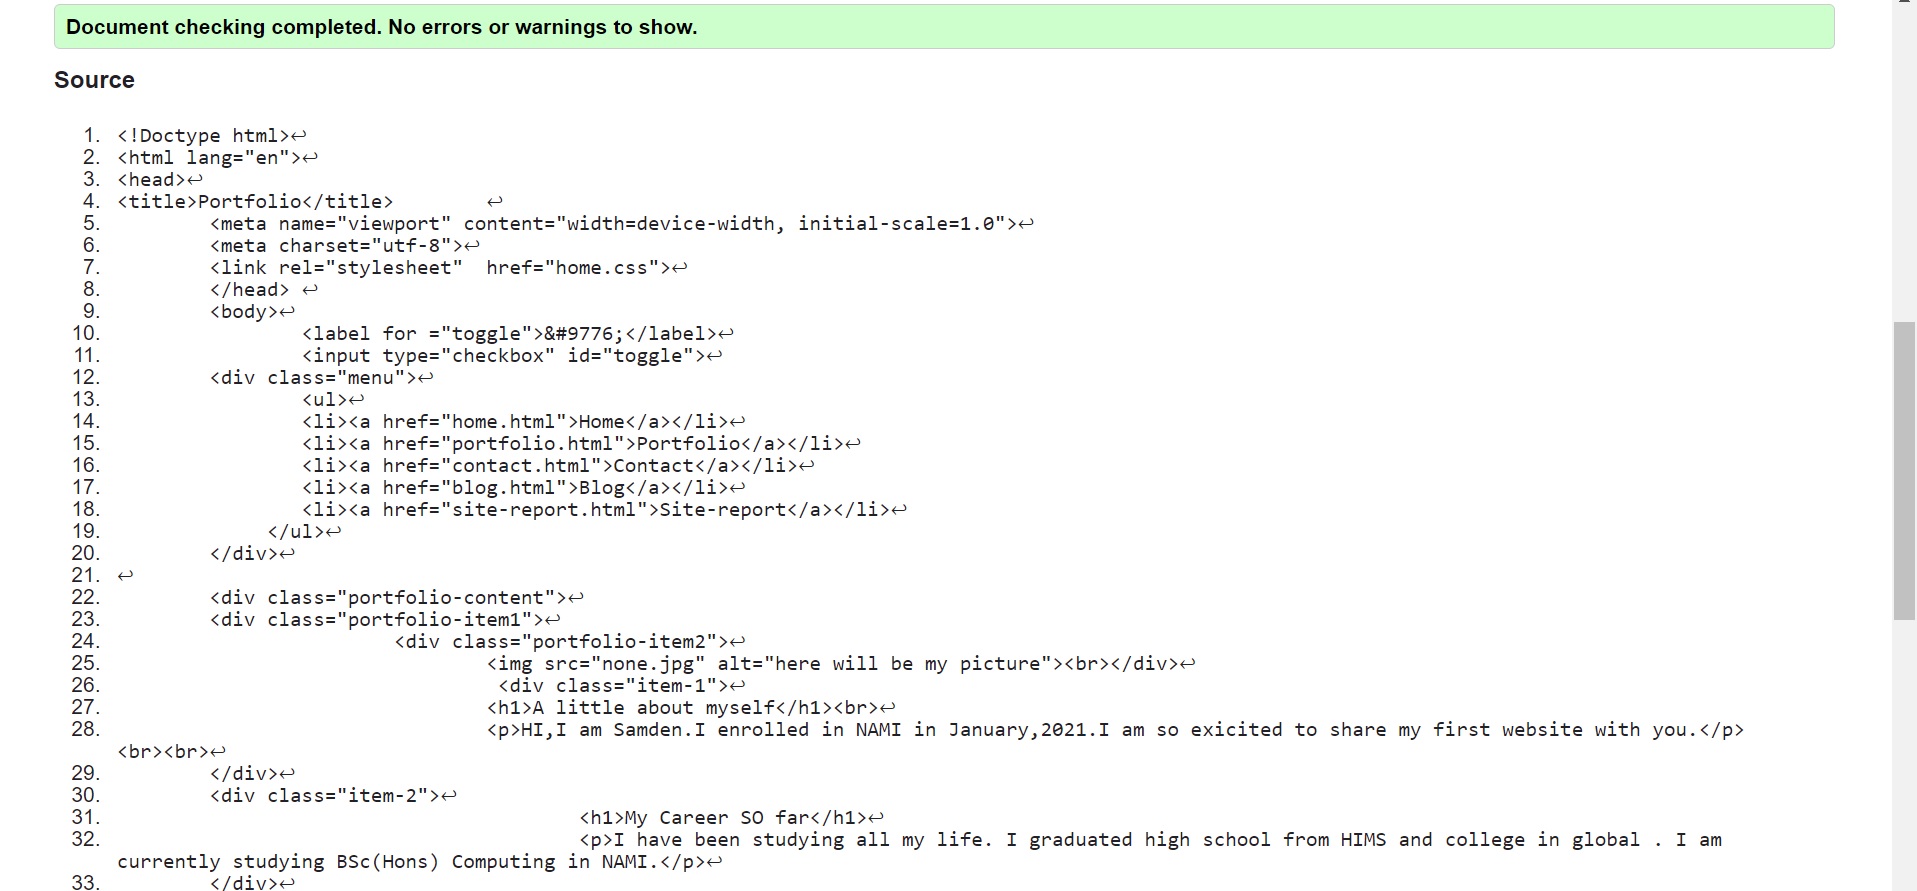 Document checking completed. No errors or warnings to show.
Source
1. <!Doctype html>↩
2. <html lang="en">↩
3. <head>↩
4. <title>Portfolio</title> ↩
5. <meta name="viewport" content="width=device-width, initial-scale=1.0">↩
6. <meta charset="utf-8">↩
7. <link rel="stylesheet"  href="home.css">↩
8. </head> ↩
9. <body>↩
10. <label for ="toggle">&#9776;</label>↩
11. <input type="checkbox" id="toggle">↩
12. <div class="menu">↩
13. <ul>↩
14. <li><a href="home.html">Home</a></li>↩
15. <li><a href="portfolio.html">Portfolio</a></li>↩
16. <li><a href="contact.html">Contact</a></li>↩
17. <li><a href="blog.html">Blog</a></li>↩
18. <li><a href="site-report.html">Site-report</a></li>↩
19. </ul>↩
20. </div>↩
21. ↩
22. <div class="portfolio-content">↩
23. <div class="portfolio-item1">↩
24. <div class="portfolio-item2">↩
25. <img src="none.jpg" alt="here will be my picture"><br></div>↩
26. <div class="item-1">↩
27. <h1>A little about myself</h1><br>↩
28. <p>HI,I am Samden.I enrolled in NAMI in January,2021.I am so exicited to share my first website with you.</p>
<br><br>↩
29. </div>↩
30. <div class="item-2">↩
31. <h1>My Career SO far</h1>↩
32. <p>I have been studying all my life. I graduated high school from HIMS and college in global . I am
currently studying BSc(Hons) Computing in NAMI.</p>↩
33. </div>↩